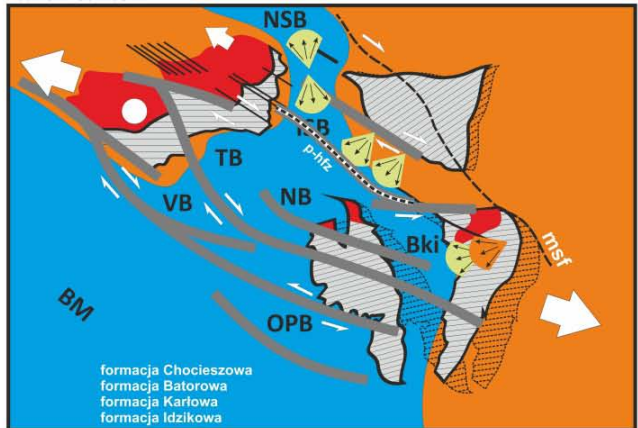 NSB
ISB
p-hfz
TB
VB
NB
Bki
msf
BM
OPB
formacja Chocieszowa
formacja Batorowa
formacja Karłowa
formacja Idzikowa